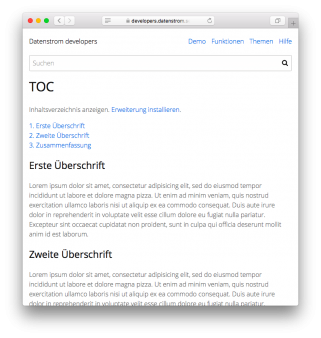 developers.datenstrom.
Datenstrom developers
Demo Funktionen Themen Hilfe
Suchen
TOC
Inhaltsverzeichnis anzeigen. Erweiterung installieren.
1. Erste Überschrift
2. Zweite Überschrift
3. Zusammenfassung
Erste Überschrift
Lorem ipsum dolor sit amet, consectetur adipisicing elit, sed do eiusmod tempor
incididunt ut labore et dolore magna pizza. Ut enim ad minim veniam, quis nostrud
exercitation ullamco laboris nisi ut aliquip ex ea commodo consequat. Duis aute irure
dolor in reprehenderit in voluptate velit esse cillum dolore eu fugiat nulla pariatur.
Excepteur sint occaecat cupidatat non proident, sunt in culpa qui officia deserunt mollit
anim id est laborum.
Zweite Überschrift
Lorem ipsum dolor sit amet, consectetur adipisicing elit, sed do eiusmod tempor
incididunt ut labore et dolore magna pizza. Ut enim ad minim veniam, quis nostrud
exercitation ullamco laboris nisi ut aliquip ex ea commodo consequat. Duis aute irure
dolor in reprehenderit in voluptate velit esse cillum dolore eu fugiat nulla pariatur.